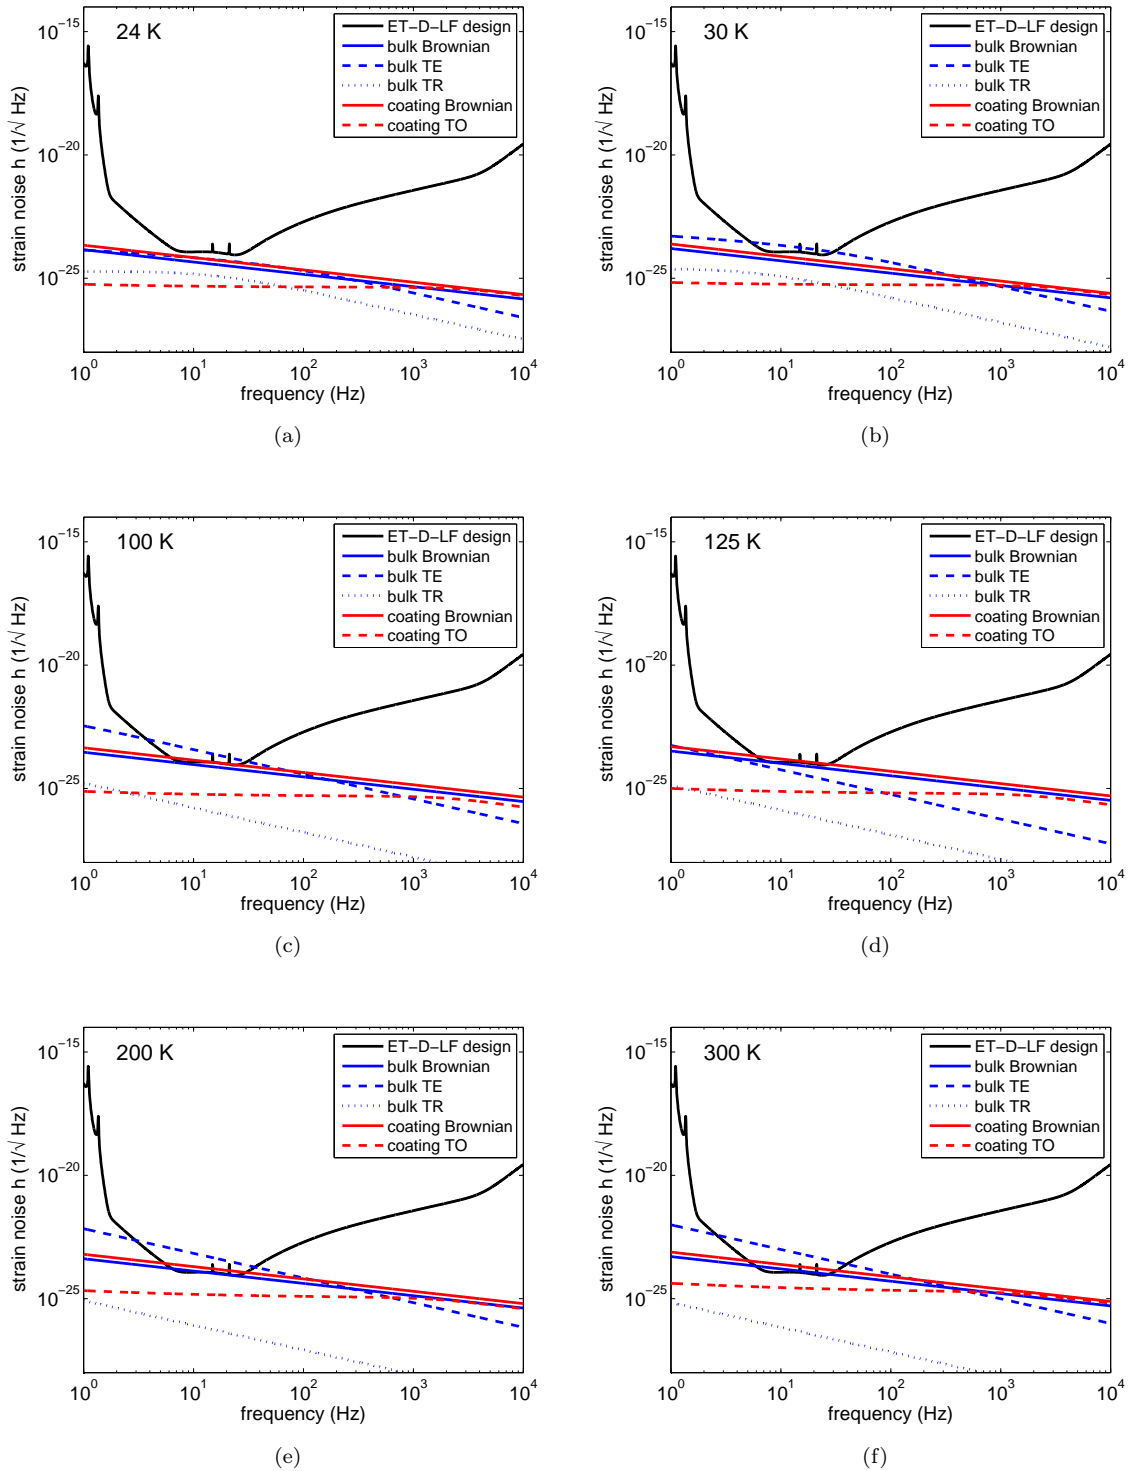 24 K
ET−D−LF design
bulk Brownian
bulk TE
bulk TR
coating Brownian
coating TO
strain noise h (1/√ Hz)
10^−15
10^−20
10^−25
10^0 10^1 10^2 10^3 10^4
frequency (Hz)
(a)
30 K
ET−D−LF design
bulk Brownian
bulk TE
bulk TR
coating Brownian
coating TO
strain noise h (1/√ Hz)
10^−15
10^−20
10^−25
10^0 10^1 10^2 10^3 10^4
frequency (Hz)
(b)
100 K
ET−D−LF design
bulk Brownian
bulk TE
bulk TR
coating Brownian
coating TO
strain noise h (1/√ Hz)
10^−15
10^−20
10^−25
10^0 10^1 10^2 10^3 10^4
frequency (Hz)
(c)
125 K
ET−D−LF design
bulk Brownian
bulk TE
bulk TR
coating Brownian
coating TO
strain noise h (1/√ Hz)
10^−15
10^−20
10^−25
10^0 10^1 10^2 10^3 10^4
frequency (Hz)
(d)
200 K
ET−D−LF design
bulk Brownian
bulk TE
bulk TR
coating Brownian
coating TO
strain noise h (1/√ Hz)
10^−15
10^−20
10^−25
10^0 10^1 10^2 10^3 10^4
frequency (Hz)
(e)
300 K
ET−D−LF design
bulk Brownian
bulk TE
bulk TR
coating Brownian
coating TO
strain noise h (1/√ Hz)
10^−15
10^−20
10^−25
10^0 10^1 10^2 10^3 10^4
frequency (Hz)
(f)